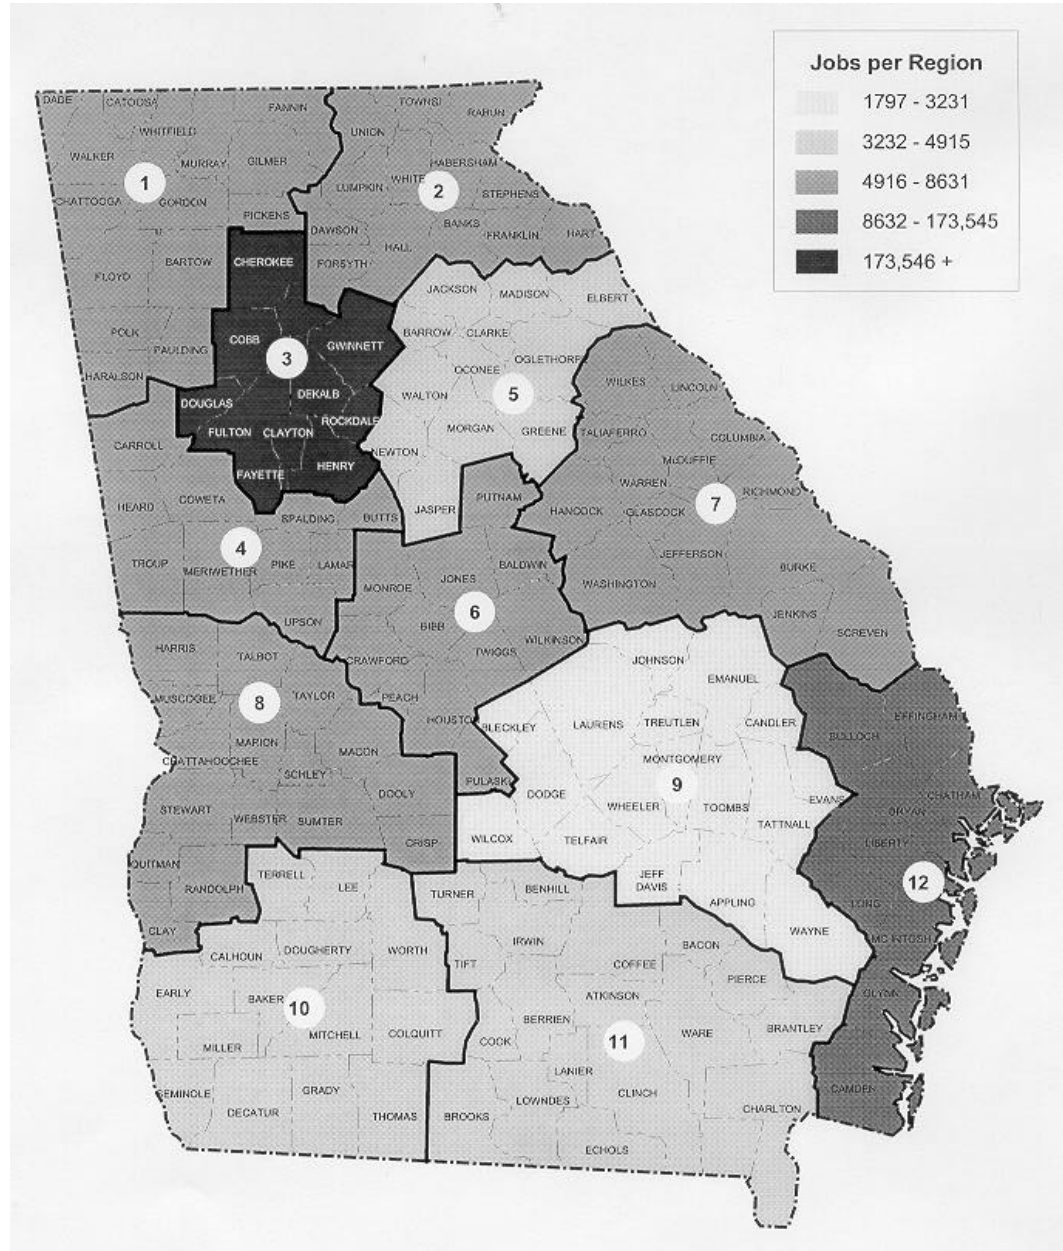 Jobs per Region
1797 - 3231
3232 - 4915
4916 - 8631
8632 - 173,545
173,546 +
DADE
CATOOSA
FANNIN
TOWNS
RABUN
WHITFIELD
UNION
WALKER
MURRAY
GILMER
HABERSHAM
1
LUMPKIN
WHITE
2
STEPHENS
CHATTOOGA
GORDON
PICKENS
DAWSON
BANKS
FRANKLIN
HART
HALL
FLOYD
BARTOW
CHEROKEE
FORSYTH
JACKSON
MADISON
ELBERT
POLK
PAULDING
COBB
GWINNETT
BARROW
CLARKE
3
OCONEE
OGLETHORP
HARALSON
DOUGLAS
DEKALB
WALTON
5
WILKES
LINCOLN
ROCKDALE
CARROLL
FULTON
CLAYTON
MORGAN
GREENE
TALIAFERRO
COLUMBIA
NEWTON
FAYETTE
HENRY
McDUFFIE
HEARD
COWETA
PUTNAM
WARREN
RICHMOND
SPALDING
BUTTS
JASPER
HANCOCK
GLASCOCK
7
4
TROUP
MERIWETHER
PIKE
LAMAR
MONROE
JONES
BALDWIN
JEFFERSON
BURKE
WASHINGTON
6
UPSON
BIBB
WILKINSON
JENKINS
SCREVEN
HARRIS
TALBOT
CRAWFORD
TWIGGS
JOHNSON
EMANUEL
MUSCOGEE
8
TAYLOR
PEACH
HOUSTO
BLECKLEY
LAURENS
TREUTLEN
CANDLER
BULLOCH
EFFINGHAM
MARION
MACON
CHATTAHOOCHEE
SCHLEY
MONTGOMERY
PULASKI
9
DOOLY
DODGE
WHEELER
TOOMBS
EVANS
BRYAN
CHATHAM
STEWART
WEBSTER
SUMTER
TATTNALL
WILCOX
TELFAIR
LIBERTY
CRISP
QUITMAN
RANDOLPH
TERRELL
LEE
TURNER
BENHILL
JEFF
DAVIS
12
APPLING
LONG
CLAY
WAYNE
MC INTOSH
CALHOUN
DOUGHERTY
WORTH
TIFT
IRWIN
BACON
COFFEE
PIERCE
EARLY
BAKER
10
ATKINSON
GLYNN
MITCHELL
COLQUITT
BERRIEN
WARE
BRANTLEY
MILLER
COOK
11
LANIER
SEMINOLE
GRADY
CLINCH
CAMDEN
DECATUR
THOMAS
BROOKS
LOWNDES
CHARLTON
ECHOLS